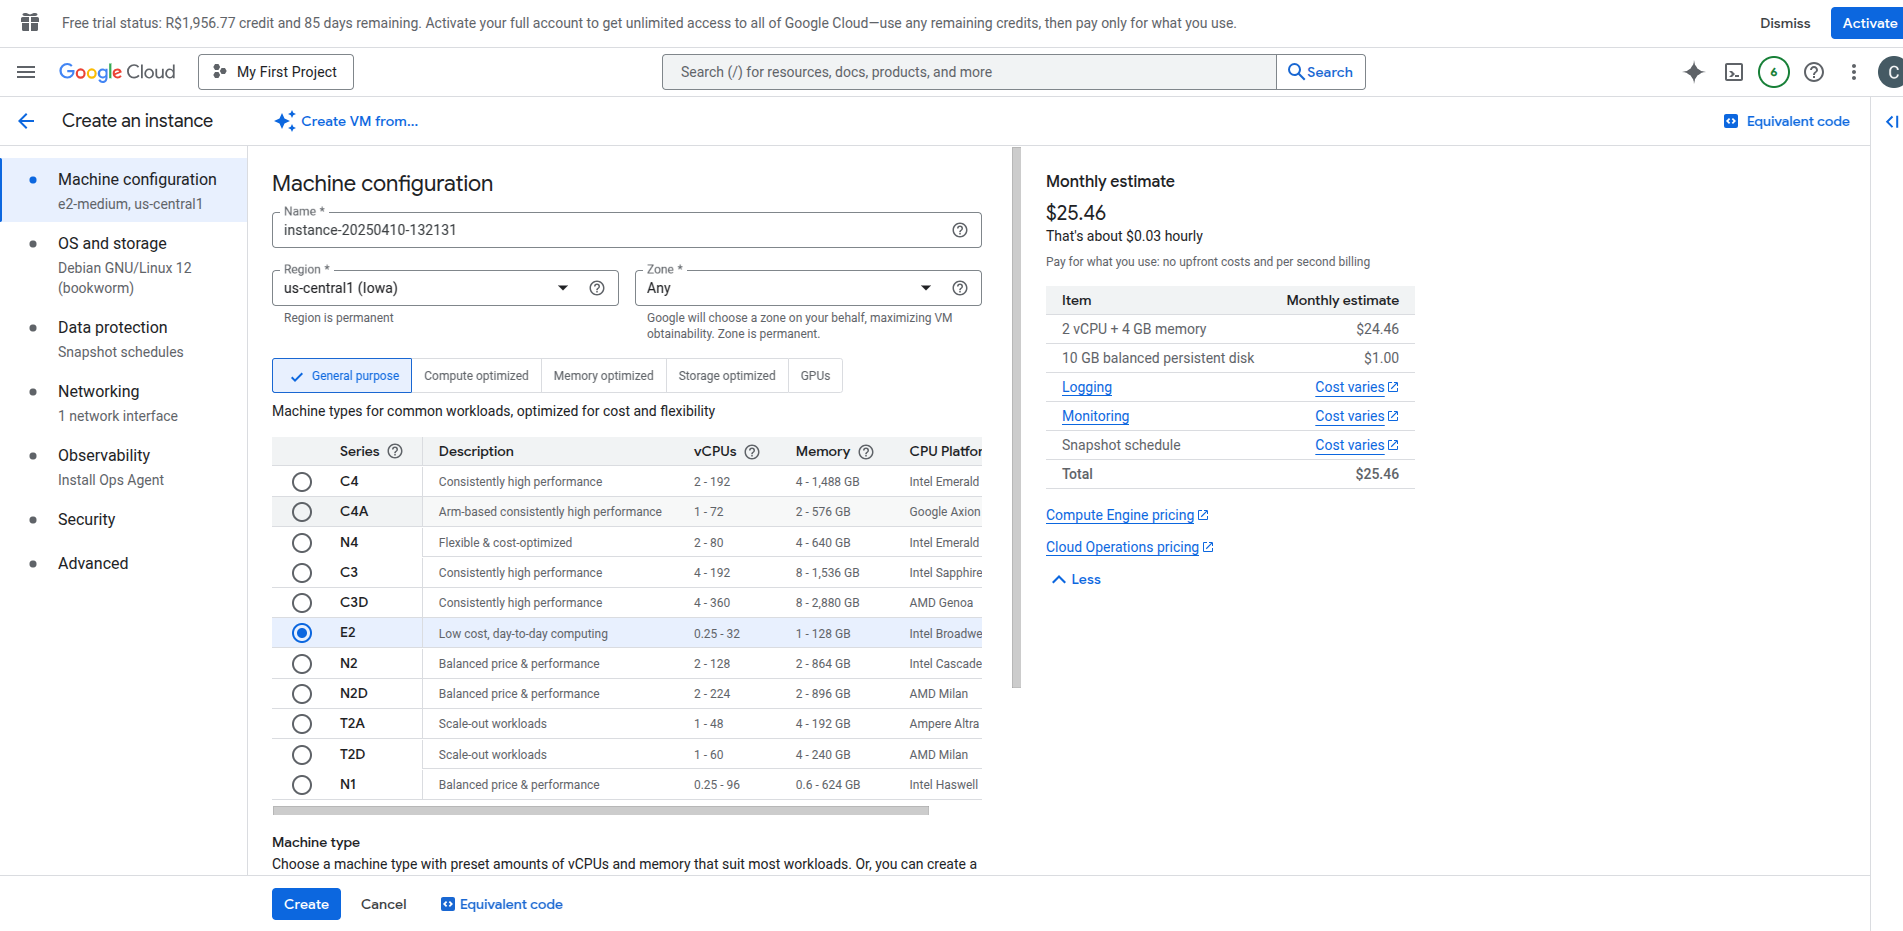 Free trial status: R$1,956.77 credit and 85 days remaining. Activate your full account to get unlimited access to all of Google Cloud—use any remaining credits, then pay only for what you use.
Dismiss
Activate
Google Cloud
My First Project
Search (/) for resources, docs, products, and more
Search
6
C
Create an instance
Create VM from...
Equivalent code
Machine configuration
e2-medium, us-central1
OS and storage
Debian GNU/Linux 12
(bookworm)
Data protection
Snapshot schedules
Networking
1 network interface
Observability
Install Ops Agent
Security
Advanced
Machine configuration
Name *
instance-20250410-132131
Region *
us-central1 (Iowa)
Region is permanent
Zone *
Any
Google will choose a zone on your behalf, maximizing VM
obtainability. Zone is permanent.
General purpose
Compute optimized
Memory optimized
Storage optimized
GPUs
Machine types for common workloads, optimized for cost and flexibility
Series Description vCPUs Memory CPU Platfor
C4 Consistently high performance 2 - 192 4 - 1,488 GB Intel Emerald
C4A Arm-based consistently high performance 1 - 72 2 - 576 GB Google Axion
N4 Flexible & cost-optimized 2 - 80 4 - 640 GB Intel Emerald
C3 Consistently high performance 4 - 192 8 - 1,536 GB Intel Sapphire
C3D Consistently high performance 4 - 360 8 - 2,880 GB AMD Genoa
E2 Low cost, day-to-day computing 0.25 - 32 1 - 128 GB Intel Broadwe
N2 Balanced price & performance 2 - 128 2 - 864 GB Intel Cascade
N2D Balanced price & performance 2 - 224 2 - 896 GB AMD Milan
T2A Scale-out workloads 1 - 48 4 - 192 GB Ampere Altra
T2D Scale-out workloads 1 - 60 4 - 240 GB AMD Milan
N1 Balanced price & performance 0.25 - 96 0.6 - 624 GB Intel Haswell
Machine type
Choose a machine type with preset amounts of vCPUs and memory that suit most workloads. Or, you can create a
Create
Cancel
Equivalent code
Monthly estimate
$25.46
That's about $0.03 hourly
Pay for what you use: no upfront costs and per second billing
Item Monthly estimate
2 vCPU + 4 GB memory $24.46
10 GB balanced persistent disk $1.00
Logging Cost varies
Monitoring Cost varies
Snapshot schedule Cost varies
Total $25.46
Compute Engine pricing
Cloud Operations pricing
Less